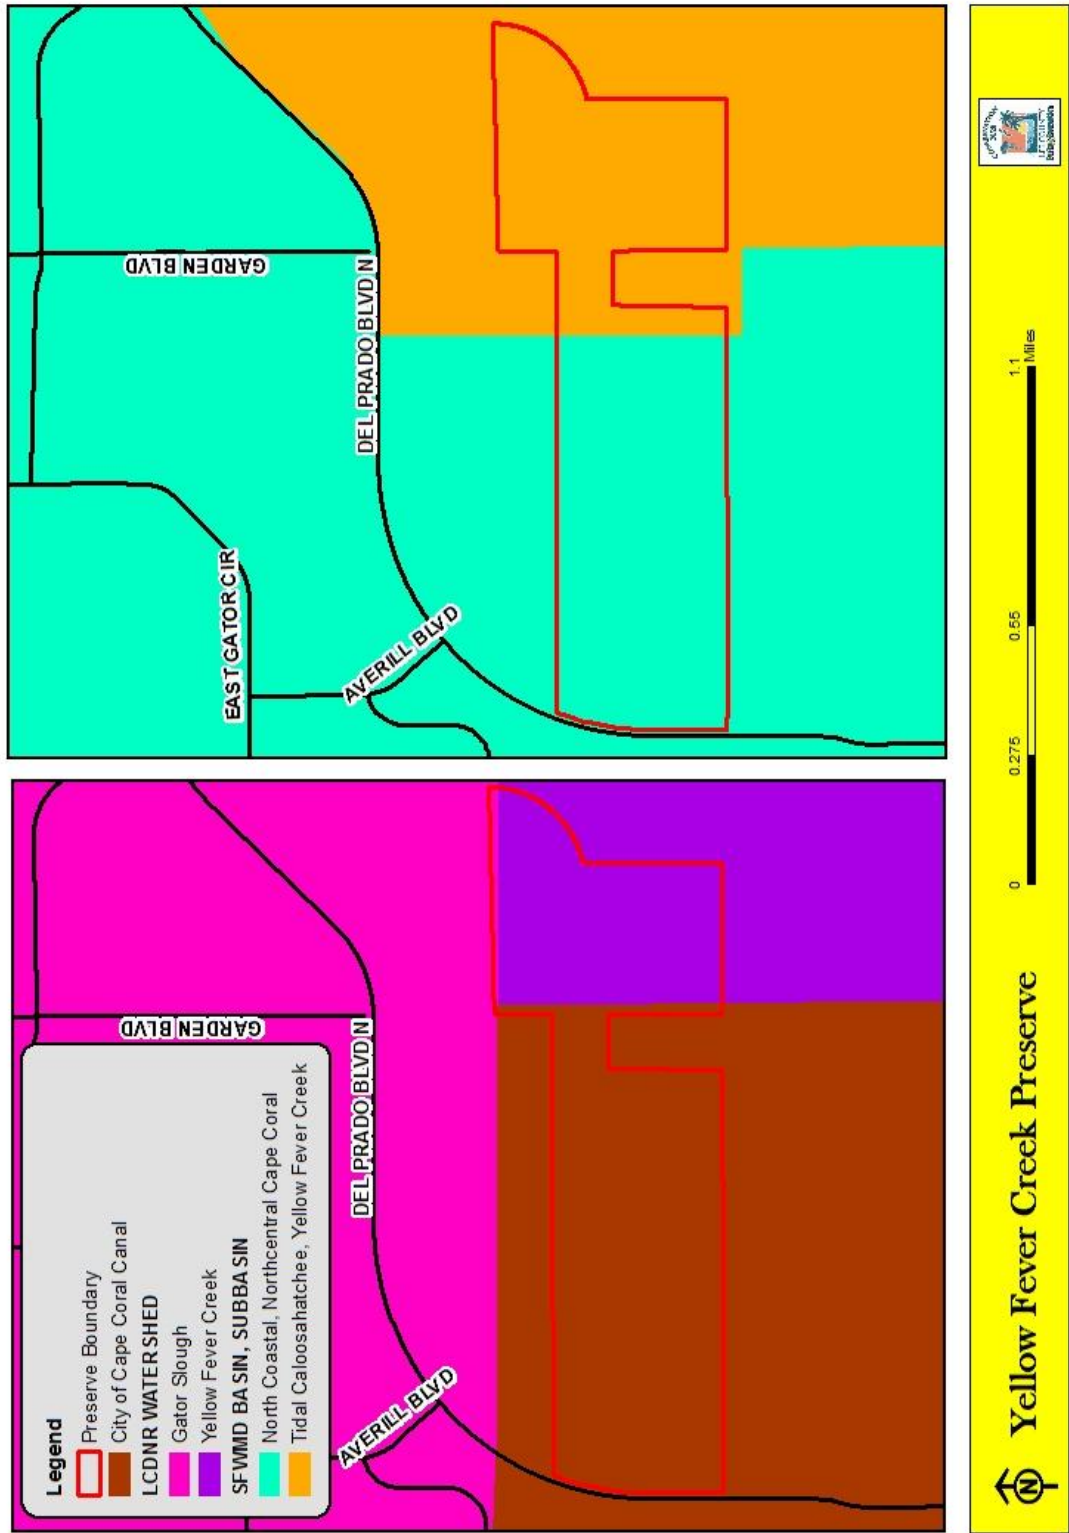 Legend
Preserve Boundary
City of Cape Coral Canal
LCDNR WATERSHED
Gator Slough
Yellow Fever Creek
SFWMD BASIN, SUBBASIN
North Coastal, Northcentral Cape Coral
Tidal Caloosahatchee, Yellow Fever Creek
AVERILL BLVD
DEL PRADO BLVD N
GARDEN BLVD
EAST GATOR CIR
AVERILL BLVD
DEL PRADO BLVD N
GARDEN BLVD
N
Yellow Fever Creek Preserve
0
0.275
0.55
1.1
Miles